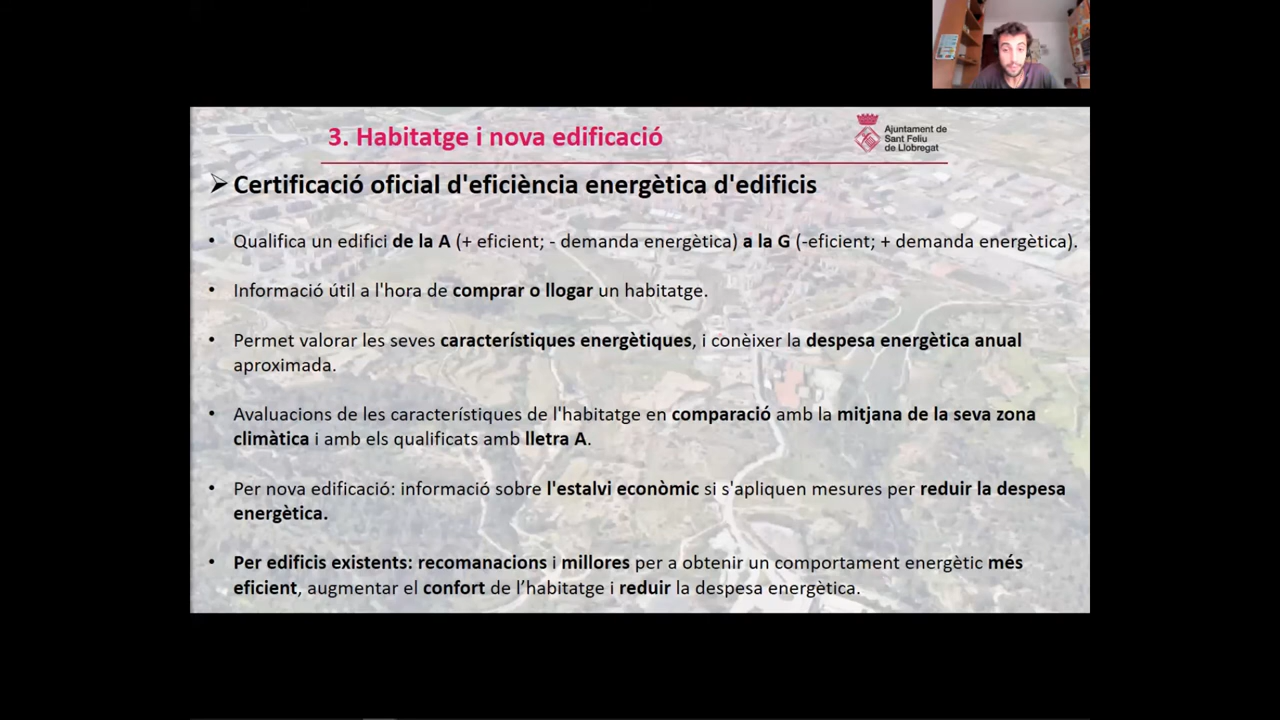 3. Habitatge i nova edificació
Ajuntament de
Sant Feliu
de Llobregat
Certificació oficial d'eficiència energètica d'edificis
• Qualifica un edifici de la A (+ eficient; - demanda energètica) a la G (-eficient; + demanda energètica).
• Informació útil a l'hora de comprar o llogar un habitatge.
• Permet valorar les seves característiques energètiques, i conèixer la despesa energètica anual
aproximada.
• Avaluacions de les característiques de l'habitatge en comparació amb la mitjana de la seva zona
climàtica i amb els qualificats amb lletra A.
• Per nova edificació: informació sobre l'estalvi econòmic si s'apliquen mesures per reduir la despesa
energètica.
• Per edificis existents: recomanacions i millores per a obtenir un comportament energètic més
eficient, augmentar el confort de l’habitatge i reduir la despesa energètica.